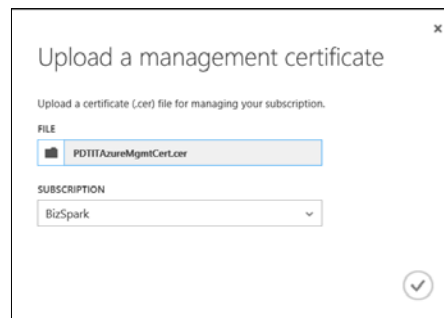 Upload a management certificate
Upload a certificate (.cer) file for managing your subscription.
FILE
PDTITAzureMgmtCert.cer
SUBSCRIPTION
BizSpark